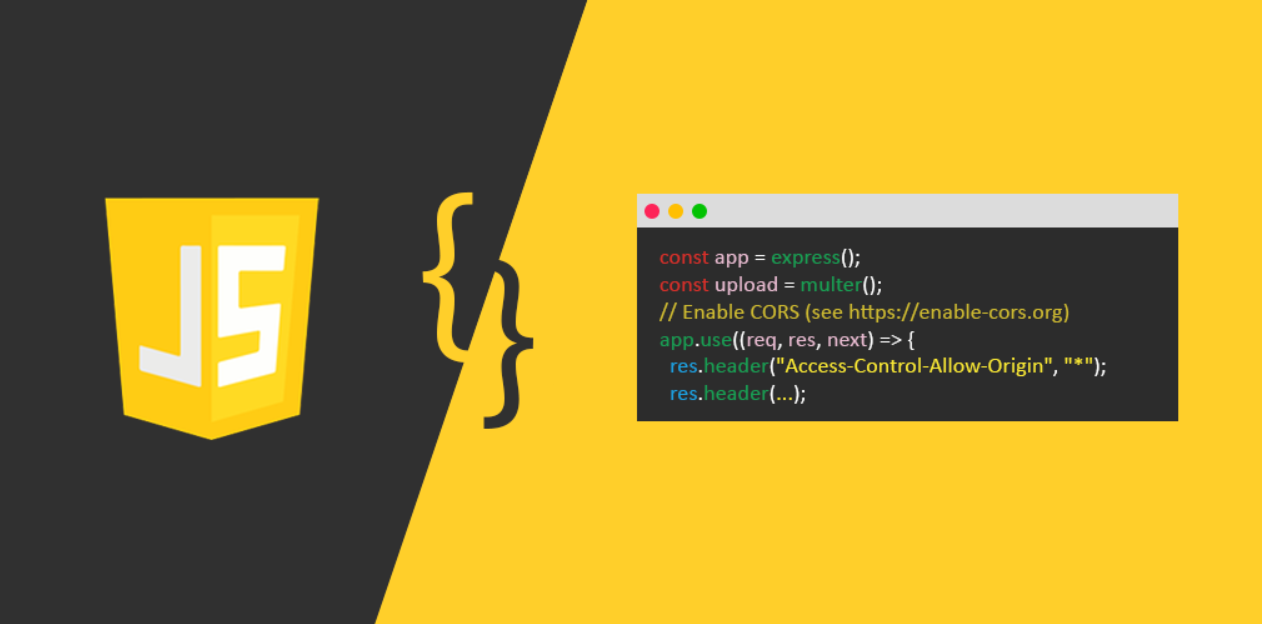 JS
{
}
const app = express();
const upload = multer();
// Enable CORS (see https://enable-cors.org)
app.use((req, res, next) => {
  res.header("Access-Control-Allow-Origin", "*");
  res.header(...);